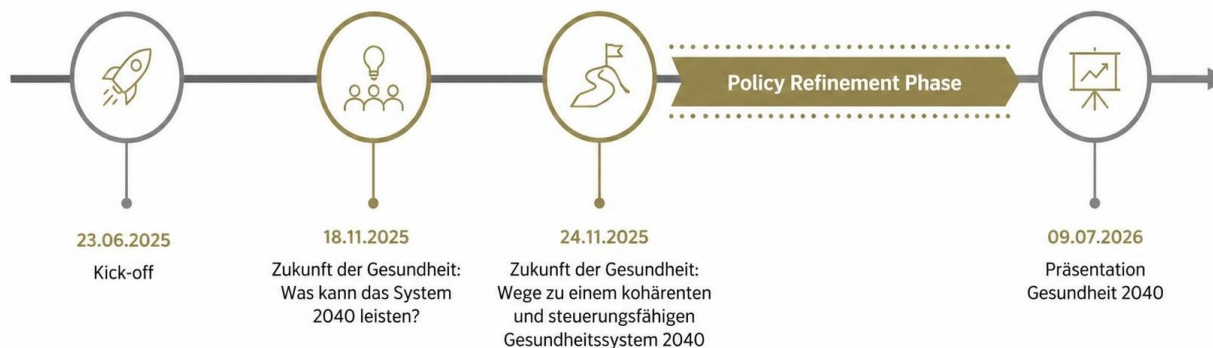 Policy Refinement Phase
23.06.2025
Kick-off
18.11.2025
Zukunft der Gesundheit:
Was kann das System
2040 leisten?
24.11.2025
Zukunft der Gesundheit:
Wege zu einem kohärenten
und steuerungsfähigen
Gesundheitssystem 2040
09.07.2026
Präsentation
Gesundheit 2040